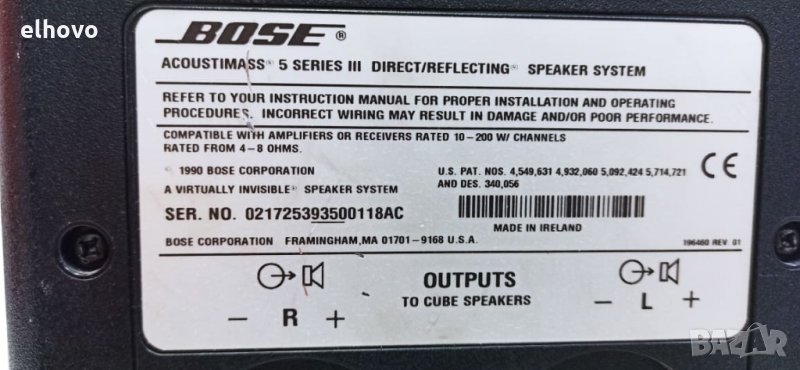 elhovo
BOSE®
ACOUSTIMASS® 5 SERIES III DIRECT/REFLECTING® SPEAKER SYSTEM
REFER TO YOUR INSTRUCTION MANUAL FOR PROPER INSTALLATION AND OPERATING
PROCEDURES. INCORRECT WIRING MAY RESULT IN DAMAGE AND/OR POOR PERFORMANCE.
COMPATIBLE WITH AMPLIFIERS OR RECEIVERS RATED 10-200 W/ CHANNELS
RATED FROM 4-8 OHMS.
1990 BOSE CORPORATION
A VIRTUALLY INVISIBLE® SPEAKER SYSTEM
U.S. PAT. NOS. 4,549,631 4,932,060 5,092,424 5,714,721
AND DES. 340,056
CE
SER. NO. 021725393500118AC
MADE IN IRELAND
BOSE CORPORATION FRAMINGHAM,MA 01701-9168 U.S.A.
196460 REV. 01
OUTPUTS
TO CUBE SPEAKERS
- R +
- L +
BAZAR